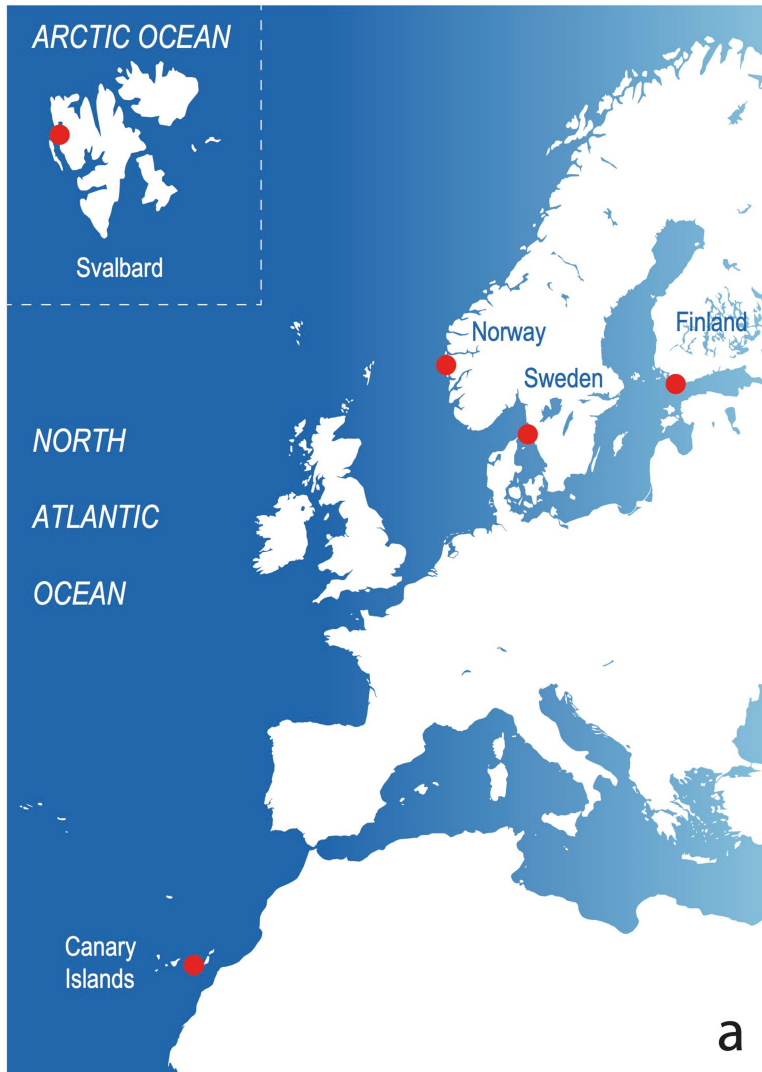 ARCTIC OCEAN
Svalbard
Norway
Finland
Sweden
NORTH
ATLANTIC
OCEAN
Canary
Islands
a